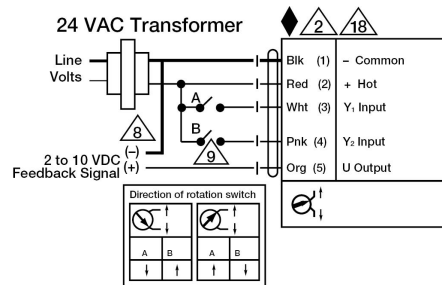 24 VAC Transformer
2
18
Line
Volts
Blk (1) – Common
Red (2) + Hot
A
Wht (3) Y₁ Input
B
8
9
Pnk (4) Y₂ Input
2 to 10 VDC (–)
Feedback Signal (+)
Org (5) U Output
Direction of rotation switch
A B A B